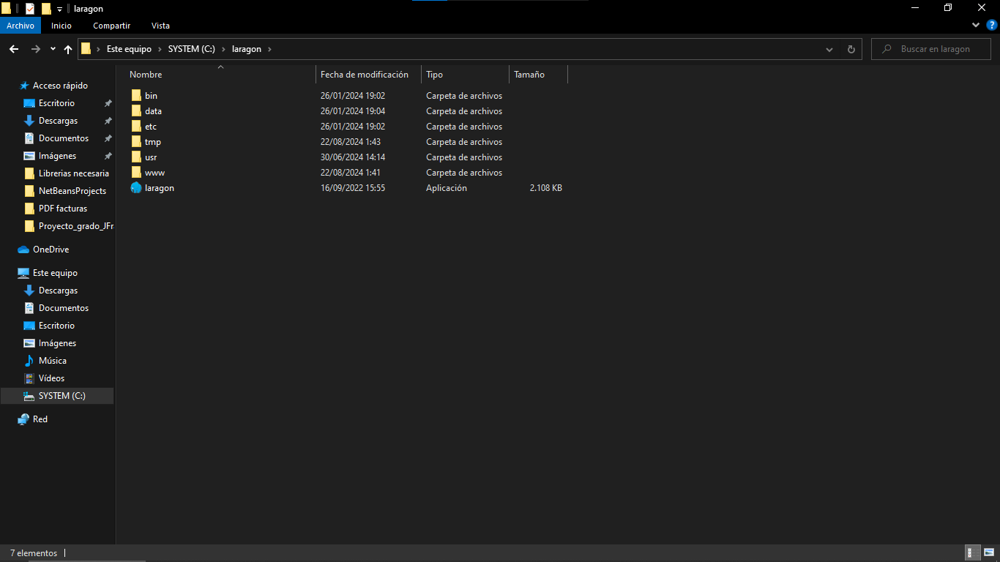 laragon
Archivo Inicio Compartir Vista
Este equipo SYSTEM (C:) laragon Buscar en laragon
Nombre Fecha de modificación Tipo Tamaño
bin 26/01/2024 19:02 Carpeta de archivos
data 26/01/2024 19:04 Carpeta de archivos
etc 26/01/2024 19:02 Carpeta de archivos
tmp 22/08/2024 1:43 Carpeta de archivos
usr 30/06/2024 14:14 Carpeta de archivos
www 22/08/2024 1:41 Carpeta de archivos
laragon 16/09/2022 15:55 Aplicación 2.108 KB
Acceso rápido
Escritorio
Descargas
Documentos
Imágenes
Librerias necesaria
NetBeansProjects
PDF facturas
Proyecto_grado_JFr
OneDrive
Este equipo
Descargas
Documentos
Escritorio
Imágenes
Música
Vídeos
SYSTEM (C:)
Red
7 elementos